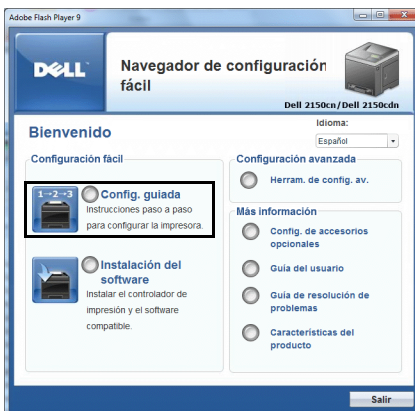 Adobe Flash Player 9
DELL
Navegador de configuración
fácil
Dell 2150cn/Dell 2150cdn
Idioma:
Español
Bienvenido
Configuración fácil
1→2→3
Config. guiada
Instrucciones paso a paso
para configurar la impresora.
Instalación del
software
Instalar el controlador de
impresión y el software
compatible.
Configuración avanzada
Herram. de config. av.
Más información
Config. de accesorios
opcionales
Guía del usuario
Guía de resolución de
problemas
Características del
producto
Salir